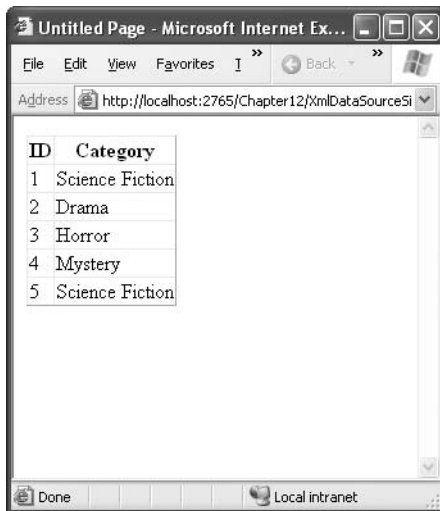 Untitled Page - Microsoft Internet Ex...
File Edit View Favorites I » Back »
Address http://localhost:2765/Chapter12/XmlDataSourceSi
ID Category
1 Science Fiction
2 Drama
3 Horror
4 Mystery
5 Science Fiction
Done Local intranet